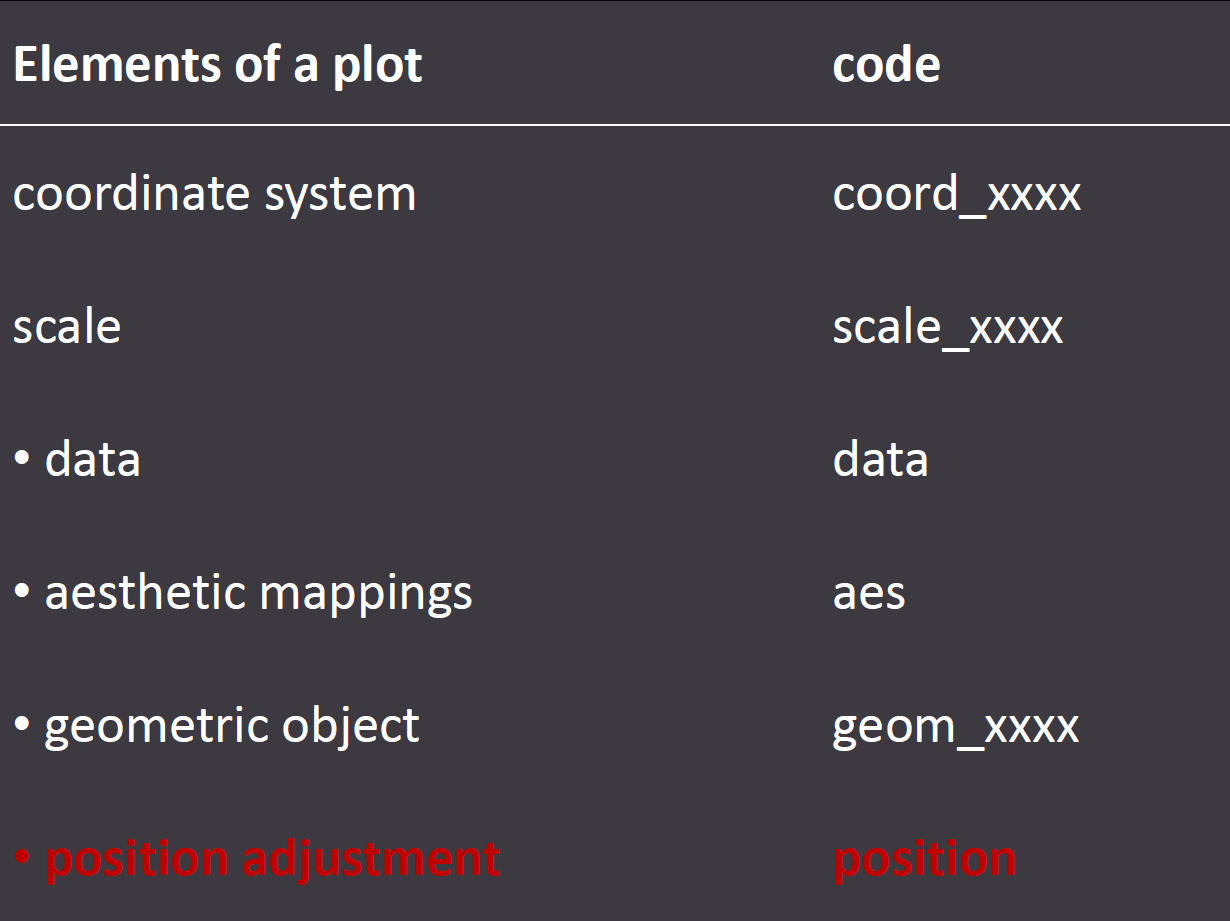 Elements of a plot code
coordinate system coord_xxxx
scale scale_xxxx
• data data
• aesthetic mappings aes
• geometric object geom_xxxx
• position adjustment position